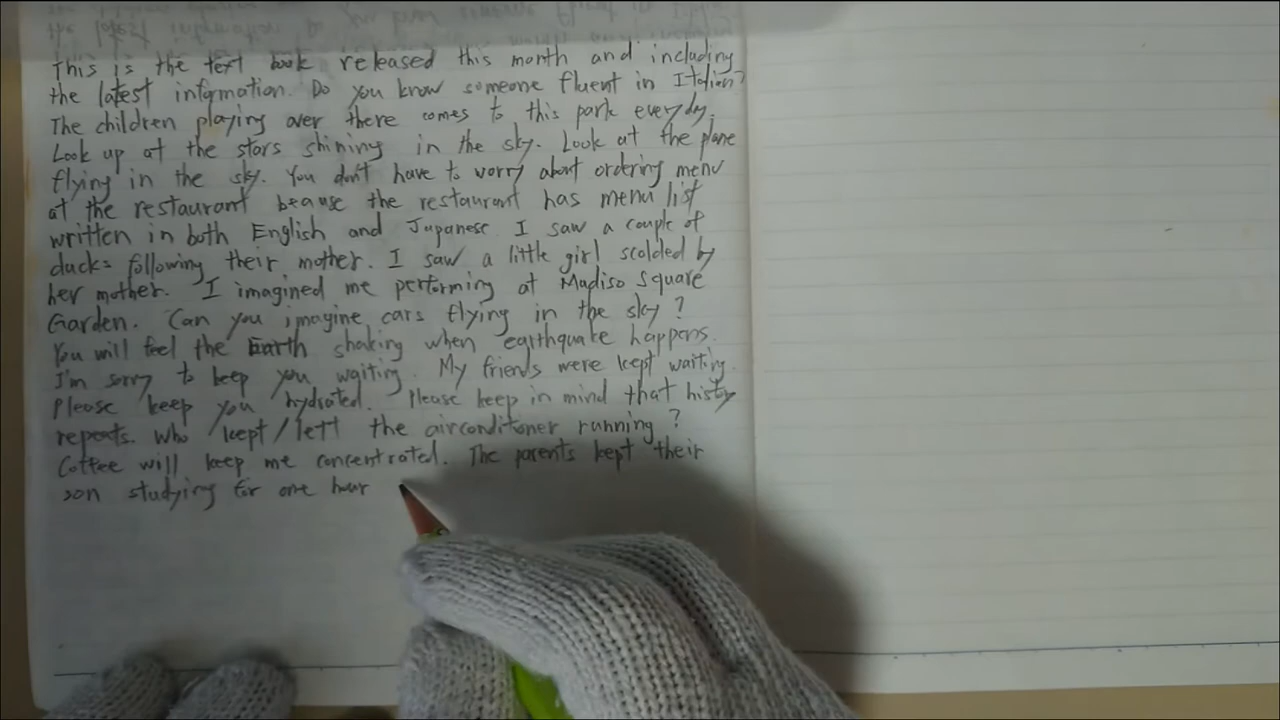 This is the text book released this month and including
the latest information. Do you know someone fluent in Italian?
The children playing over there comes to this park everyday.
Look up at the stars shining in the sky. Look at the plane
flying in the sky. You don't have to worry about ordering menu
at the restaurant beause the restaurant has menu list
written in both English and Japanese. I saw a couple of
ducks following their mother. I saw a little girl scolded by
her mother. I imagined me performing at Madiso Square
Garden. Can you imagine cars flying in the sky?
You will feel the Earth shaking when earthquake happens.
I'm sorry to keep you waiting. My friends were kept waiting.
Please keep you hydrated. Please keep in mind that history
repeats. Who kept/left the airconditoner running?
Coffee will keep me concentrated. The parents kept their
son studying for one hour